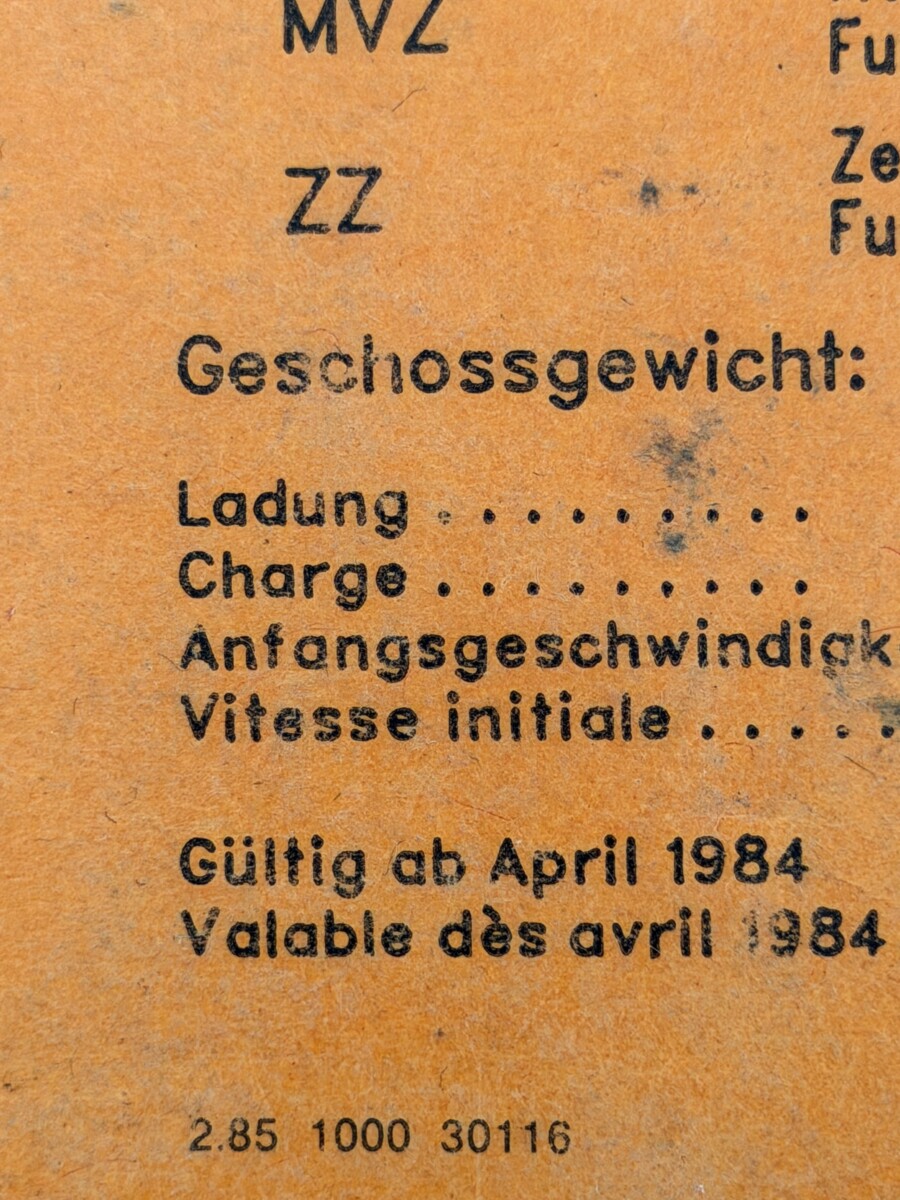 MVZ
Fu
ZZ Ze
Fu
Geschossgewicht:
Ladung . . . . . . . . .
Charge . . . . . . . . .
Anfangsgeschwindigk
Vitesse initiale . . . . .
Gültig ab April 1984
Valable dès avril 1984
2.85 1000 30116